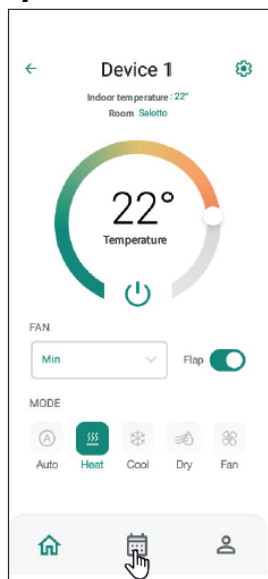 Device 1
Indoor temperature : 22°
Room Salotto
22°
Temperature
FAN
Min
Flap
MODE
A
Auto Heat Cool Dry Fan